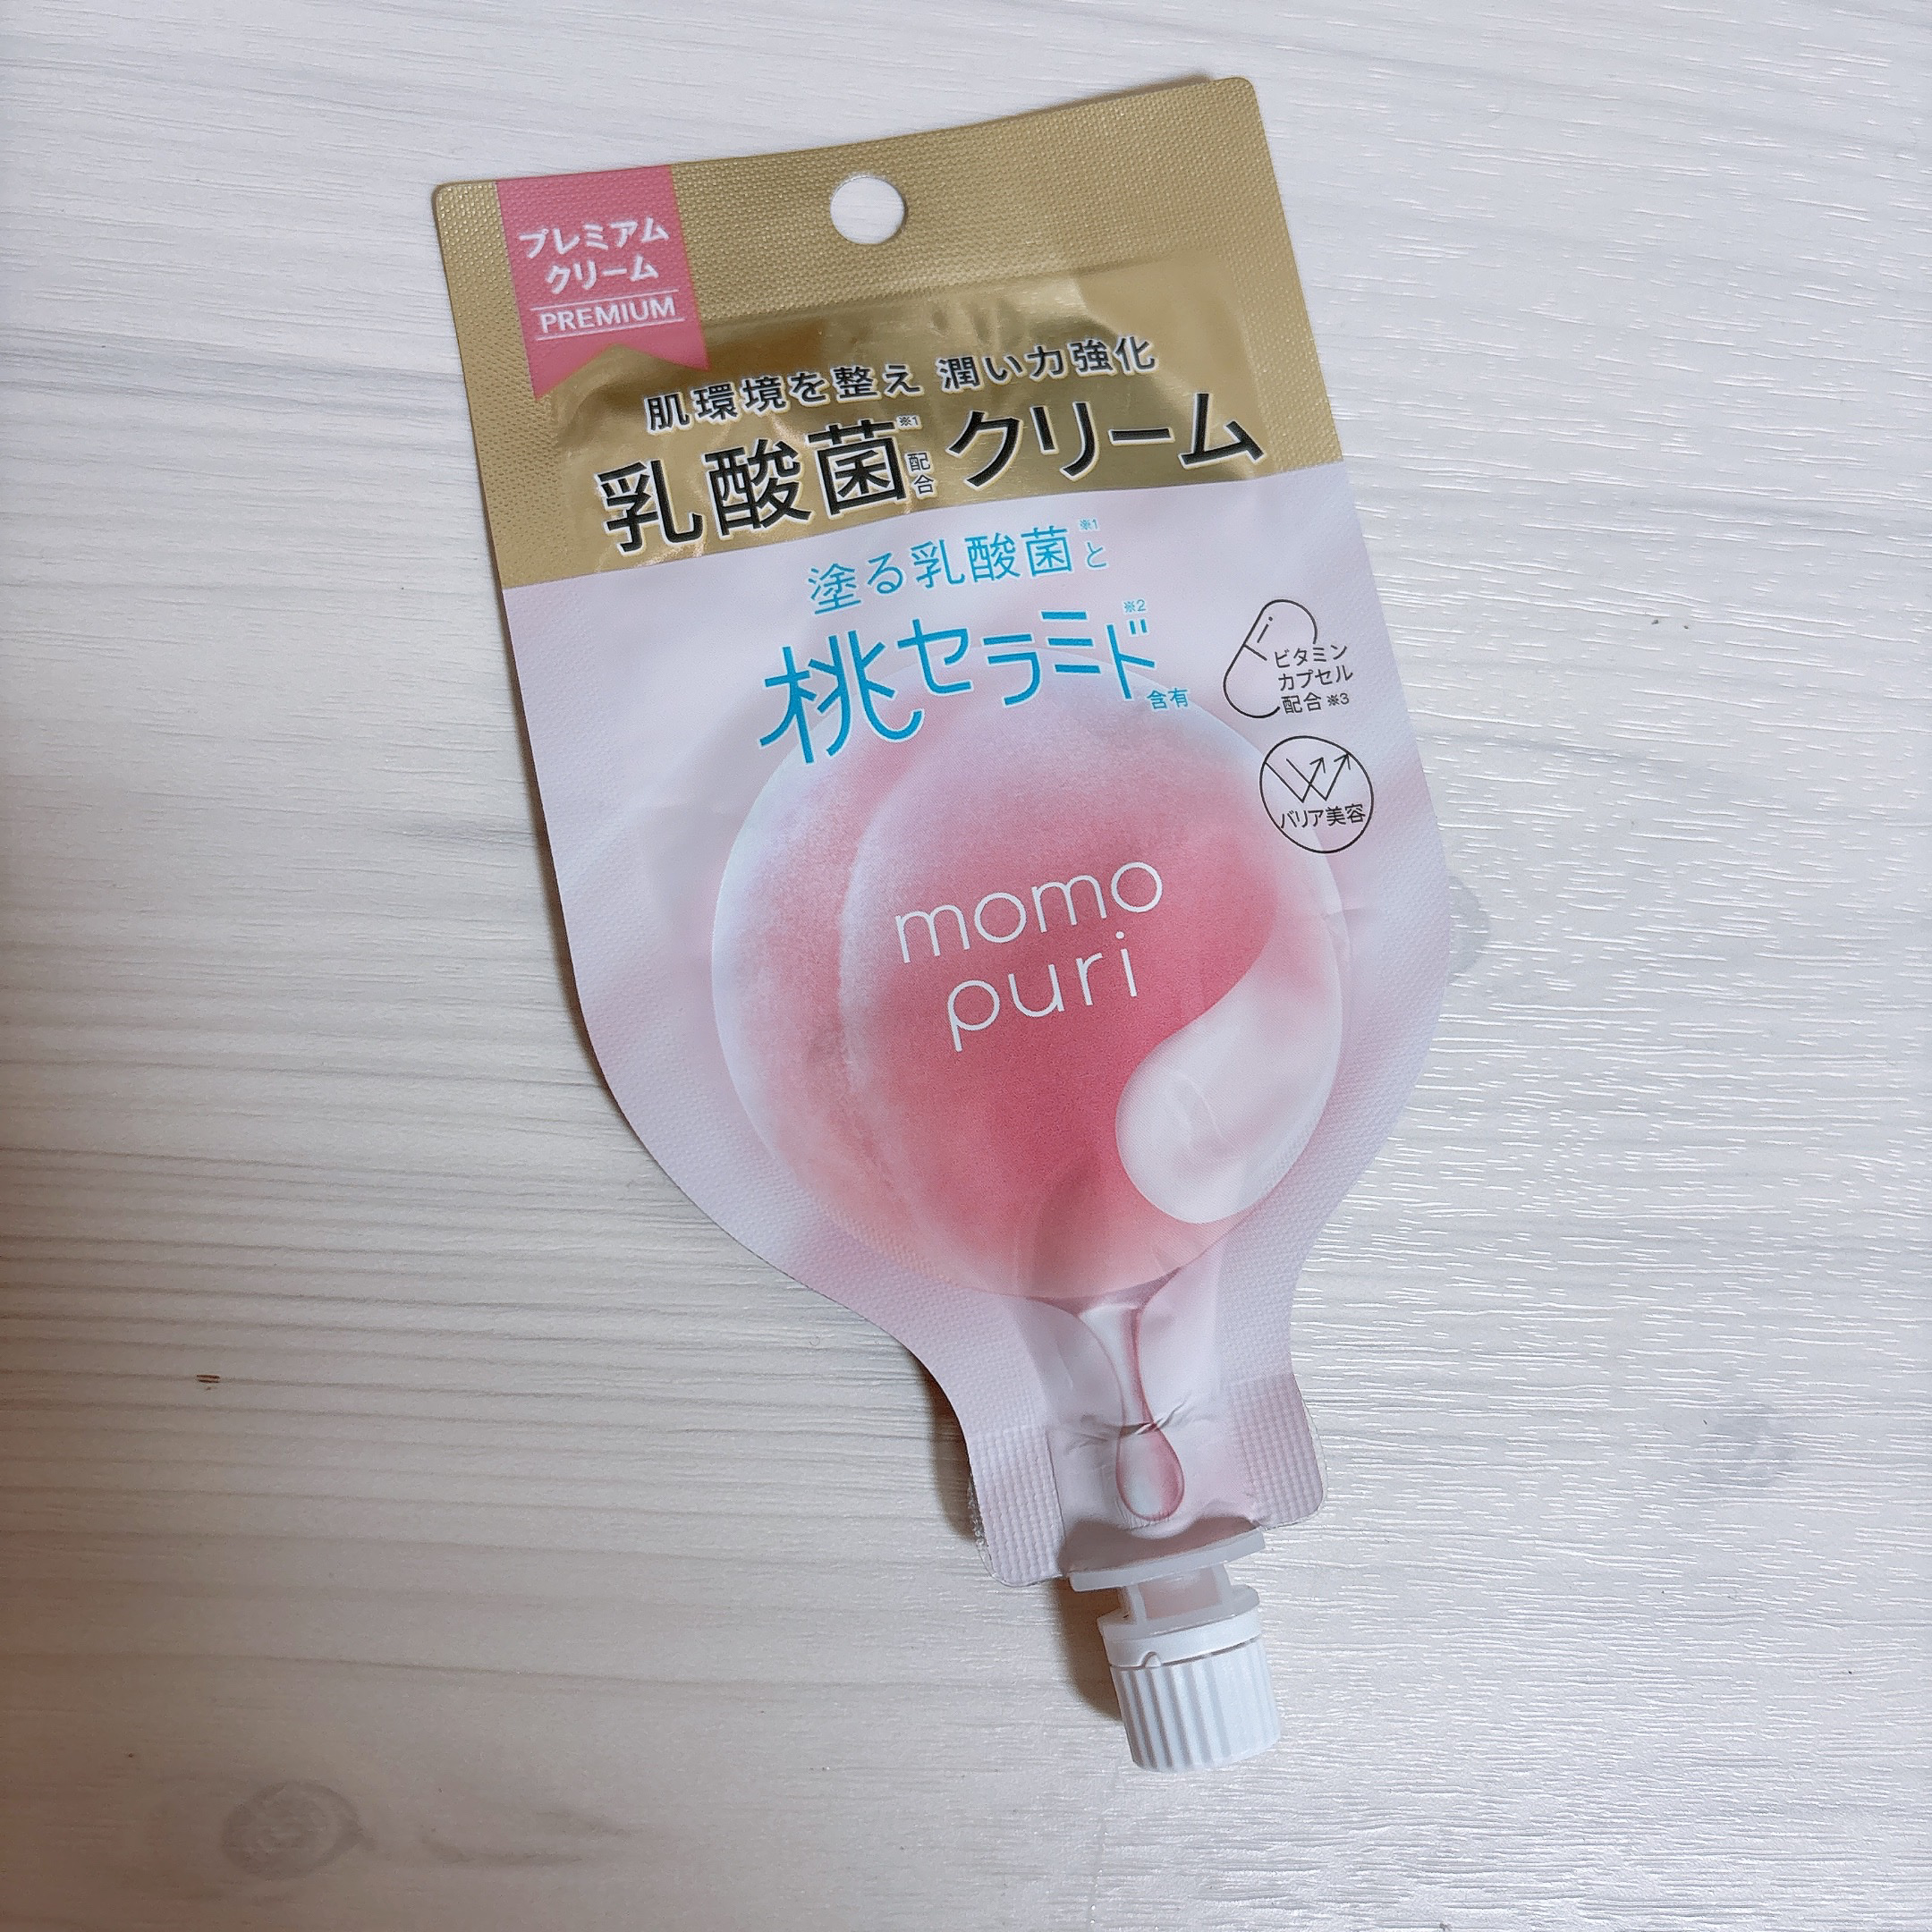 プレミアム
クリーム
PREMIUM
肌環境を整え 潤い力強化
乳酸菌※1配合クリーム
塗る乳酸菌※1と
桃セラミド※2含有
ビタミン
カプセル
配合※3
バリア美容
momo
puri